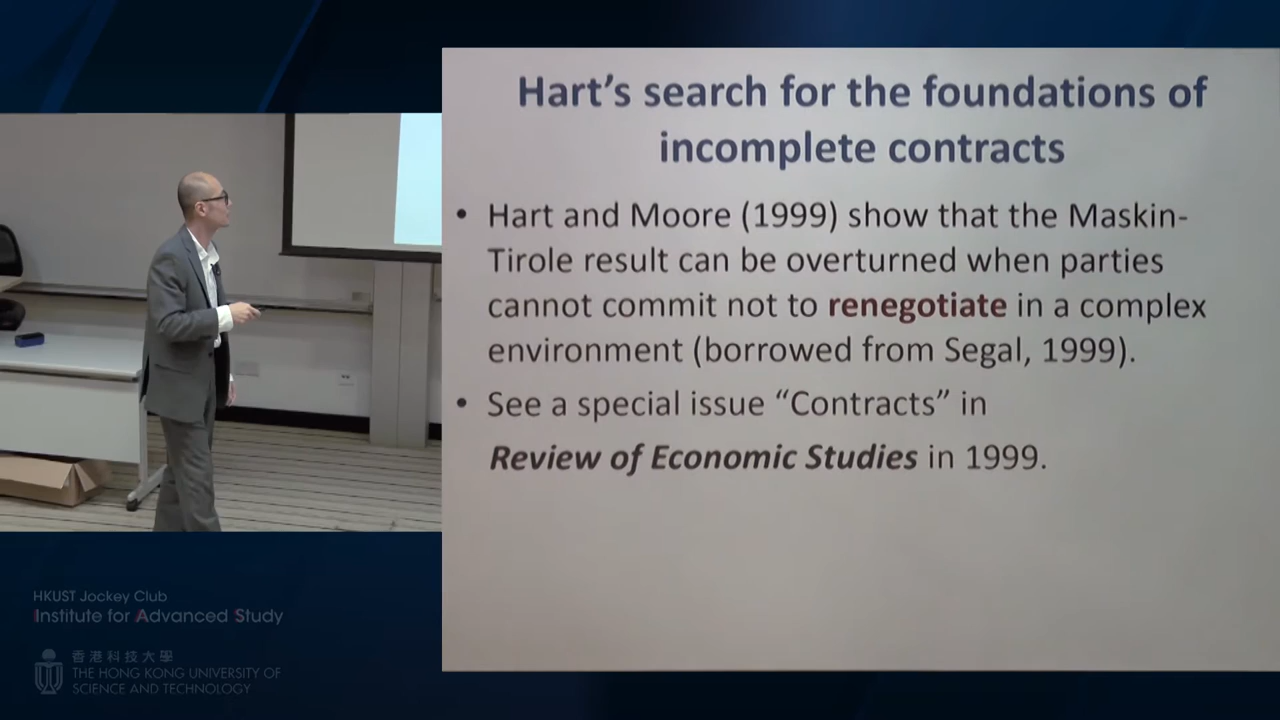 Hart's search for the foundations of
incomplete contracts
• Hart and Moore (1999) show that the Maskin-
Tirole result can be overturned when parties
cannot commit not to renegotiate in a complex
environment (borrowed from Segal, 1999).
• See a special issue “Contracts” in
Review of Economic Studies in 1999.
HKUST Jockey Club
Institute for Advanced Study
香港科技大學
THE HONG KONG UNIVERSITY OF
SCIENCE AND TECHNOLOGY